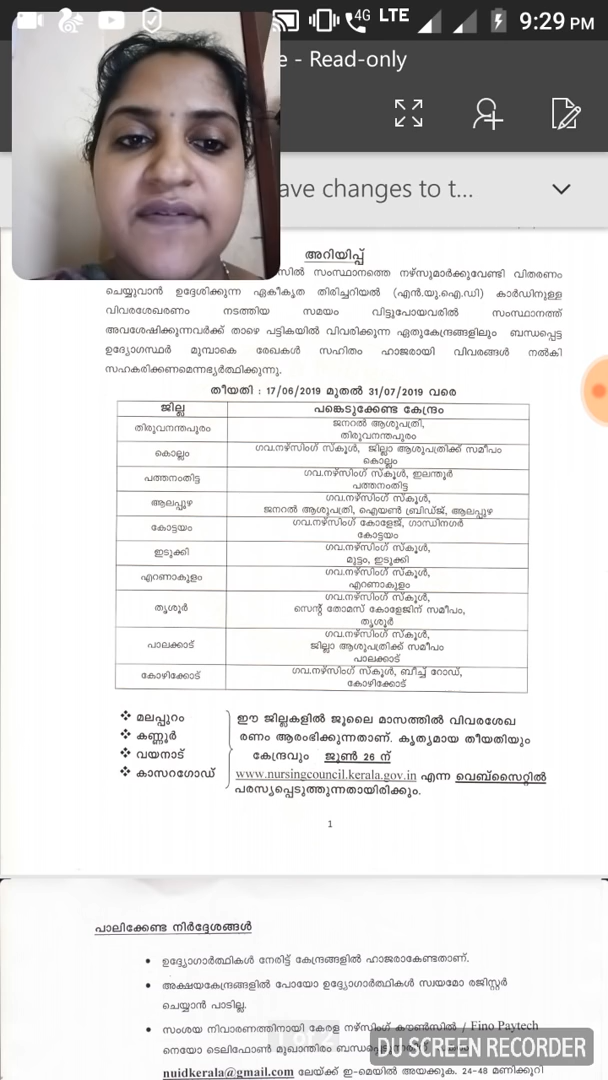 4G LTE 9:29 PM
e - Read-only
ave changes to t...
അറിയിപ്പ്
സിൽ സംസ്ഥാനത്തെ നഴ്സുമാർക്കുവേണ്ടി വിതരണം
ചെയ്യുവാൻ ഉദ്ദേശിക്കുന്ന ഏകീകൃത തിരിച്ചറിയൽ (എൻ.യു.ഐ.ഡി) കാർഡിനുള്ള
വിവരശേഖരണം നടത്തിയ സമയം വിട്ടുപോയവരിൽ സംസ്ഥാനത്ത്
അവശേഷിക്കുന്നവർക്ക് താഴെ പട്ടികയിൽ വിവരിക്കുന്ന ഏതുകേന്ദ്രങ്ങളിലും ബന്ധപ്പെട്ട
ഉദ്യോഗസ്ഥർ മുമ്പാകെ രേഖകൾ സഹിതം ഹാജരായി വിവരങ്ങൾ നൽകി
സഹകരിക്കണമെന്നഭ്യർത്ഥിക്കുന്നു.
തീയതി : 17/06/2019 മുതൽ 31/07/2019 വരെ
ജില്ല പങ്കെടുക്കേണ്ട കേന്ദ്രം
തിരുവനന്തപുരം ജനറൽ ആശുപത്രി,
തിരുവനന്തപുരം
കൊല്ലം ഗവ.നഴ്സിംഗ് സ്കൂൾ, ജില്ലാ ആശുപത്രിക്ക് സമീപം
കൊല്ലം
പത്തനംതിട്ട ഗവ.നഴ്സിംഗ് സ്കൂൾ, ഇലന്തൂർ
പത്തനംതിട്ട
ആലപ്പുഴ ഗവ.നഴ്സിംഗ് സ്കൂൾ,
ജനറൽ ആശുപത്രി, ഐയൺ ബ്രിഡ്ജ്, ആലപ്പുഴ
കോട്ടയം ഗവ.നഴ്സിംഗ് കോളേജ്, ഗാന്ധിനഗർ
കോട്ടയം
ഇടുക്കി ഗവ.നഴ്സിംഗ് സ്കൂൾ,
മുട്ടം, ഇടുക്കി
എറണാകുളം ഗവ.നഴ്സിംഗ് സ്കൂൾ,
എറണാകുളം
തൃശൂർ ഗവ.നഴ്സിംഗ് സ്കൂൾ,
സെന്റ് തോമസ് കോളേജിന് സമീപം,
തൃശൂർ
പാലക്കാട് ഗവ.നഴ്സിംഗ് സ്കൂൾ,
ജില്ലാ ആശുപത്രിക്ക് സമീപം
പാലക്കാട്
കോഴിക്കോട് ഗവ.നഴ്സിംഗ് സ്കൂൾ, ബീച്ച് റോഡ്,
കോഴിക്കോട്
❖ മലപ്പുറം ഈ ജില്ലകളിൽ ജൂലൈ മാസത്തിൽ വിവരശേഖ
❖ കണ്ണൂർ രണം ആരംഭിക്കുന്നതാണ്. കൃത്യമായ തീയതിയും
❖ വയനാട് കേന്ദ്രവും ജൂൺ 26 ന്
❖ കാസറഗോഡ് www.nursingcouncil.kerala.gov.in എന്ന വെബ്സൈറ്റിൽ
പരസ്യപ്പെടുത്തുന്നതായിരിക്കും.
1
പാലിക്കേണ്ട നിർദ്ദേശങ്ങൾ
• ഉദ്യോഗാർത്ഥികൾ നേരിട്ട് കേന്ദ്രങ്ങളിൽ ഹാജരാകേണ്ടതാണ്.
• അക്ഷയകേന്ദ്രങ്ങളിൽ പോയോ ഉദ്യോഗാർത്ഥികൾ സ്വയമോ രജിസ്റ്റർ
ചെയ്യാൻ പാടില്ല.
• സംശയ നിവാരണത്തിനായി കേരള നഴ്സിംഗ് കൗൺസിൽ / Fino Paytech
നെയോ ടെലിഫോൺ മുഖാന്തിരം
1 of 2
DU SCREEN RECORDER
nuidkerala@gmail.com ലേയ്ക്ക് ഇ-മെയിൽ അയക്കുക. 24-48 മണിക്കൂറി